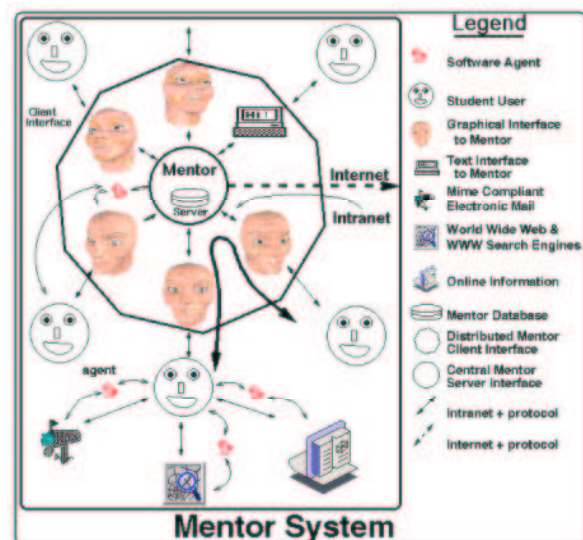 Legend
Software Agent
Student User
Graphical Interface
to Mentor
Text Interface
to Mentor
Mime Compliant
Electronic Mail
World Wide Web &
WWW Search Engines
Online Information
Mentor Database
Distributed Mentor
Client Interface
Central Mentor
Server Interface
Intranet + protocol
Internet + protocol
Client
Interface
Mentor
Server
Internet
Intranet
agent
Mentor System